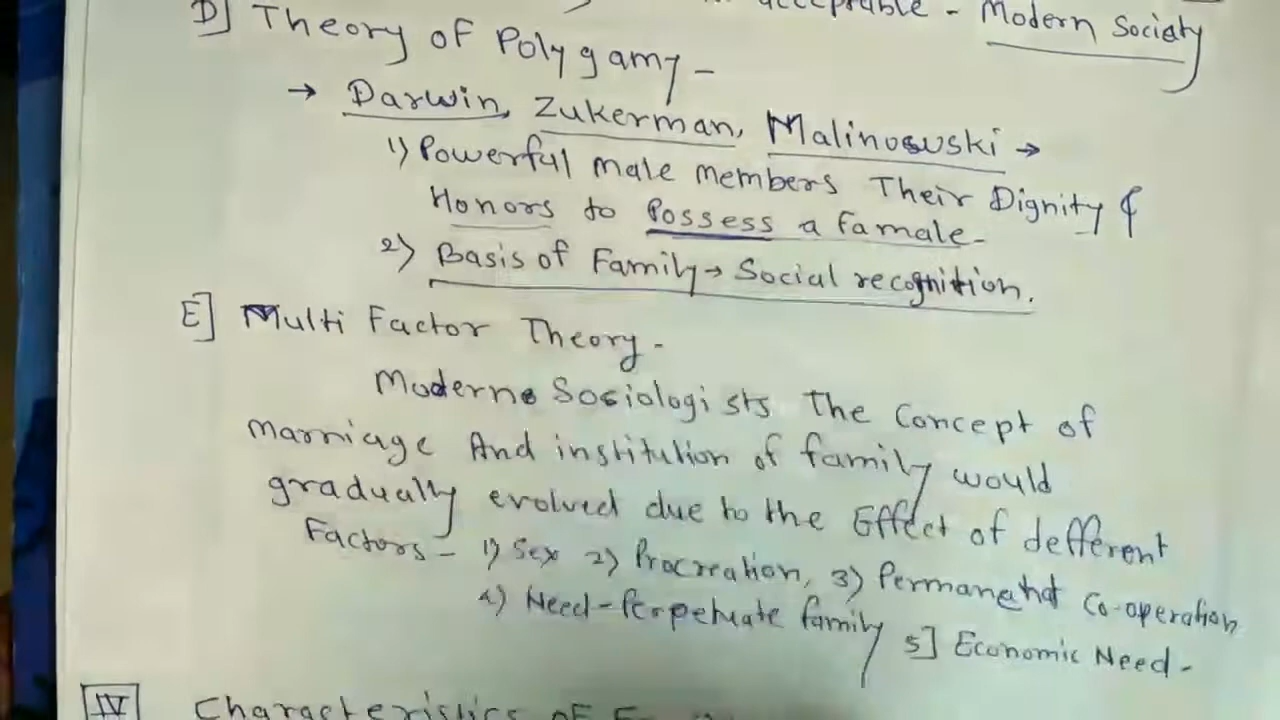 acceptable - Modern Society
D] Theory of Polygamy -
→ Darwin, Zukerman, Malinowski →
1) Powerful male members Their Dignity &
Honors to Possess a famale -
2) Basis of Family → Social recognition.
E] Multi Factor Theory -
Moderne Sosiologists The Concept of
marriage And institution of family would
gradually evolved due to the Effect of defferent
Factors - 1) Sex 2) Procreation, 3) Permanent Co-operation
4) Need - Perpetuate family 5] Economic Need -
IV Characteristics of